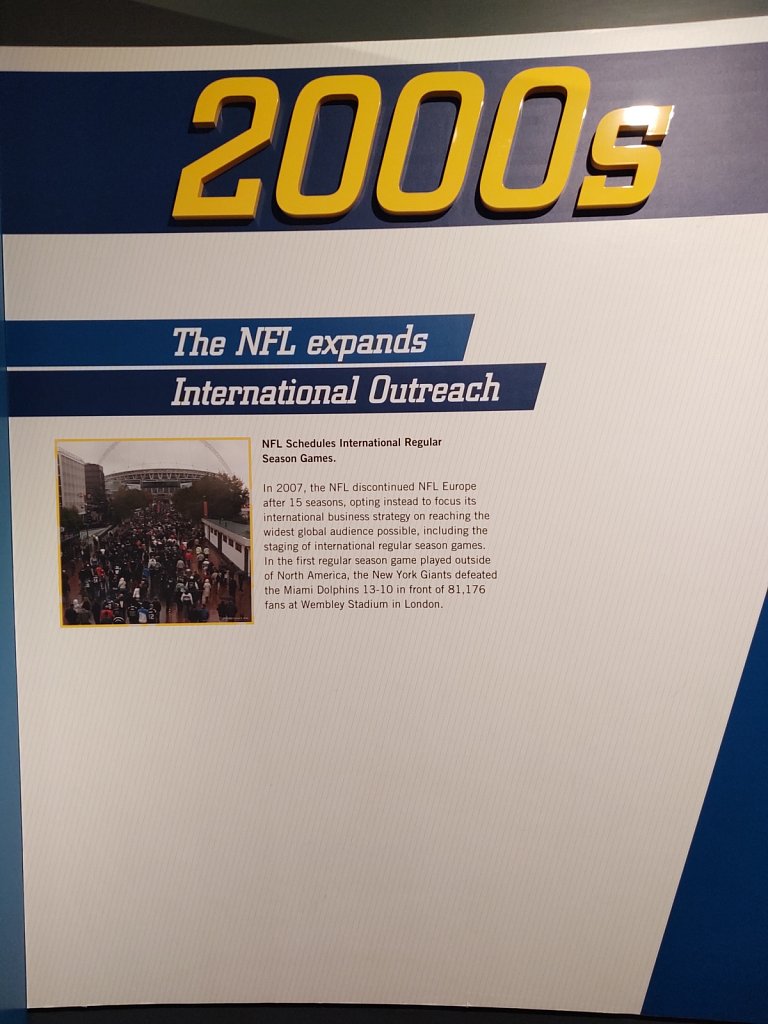 2000s
The NFL expands
International Outreach
NFL Schedules International Regular
Season Games.
In 2007, the NFL discontinued NFL Europe
after 15 seasons, opting instead to focus its
international business strategy on reaching the
widest global audience possible, including the
staging of international regular season games.
In the first regular season game played outside
of North America, the New York Giants defeated
the Miami Dolphins 13-10 in front of 81,176
fans at Wembley Stadium in London.